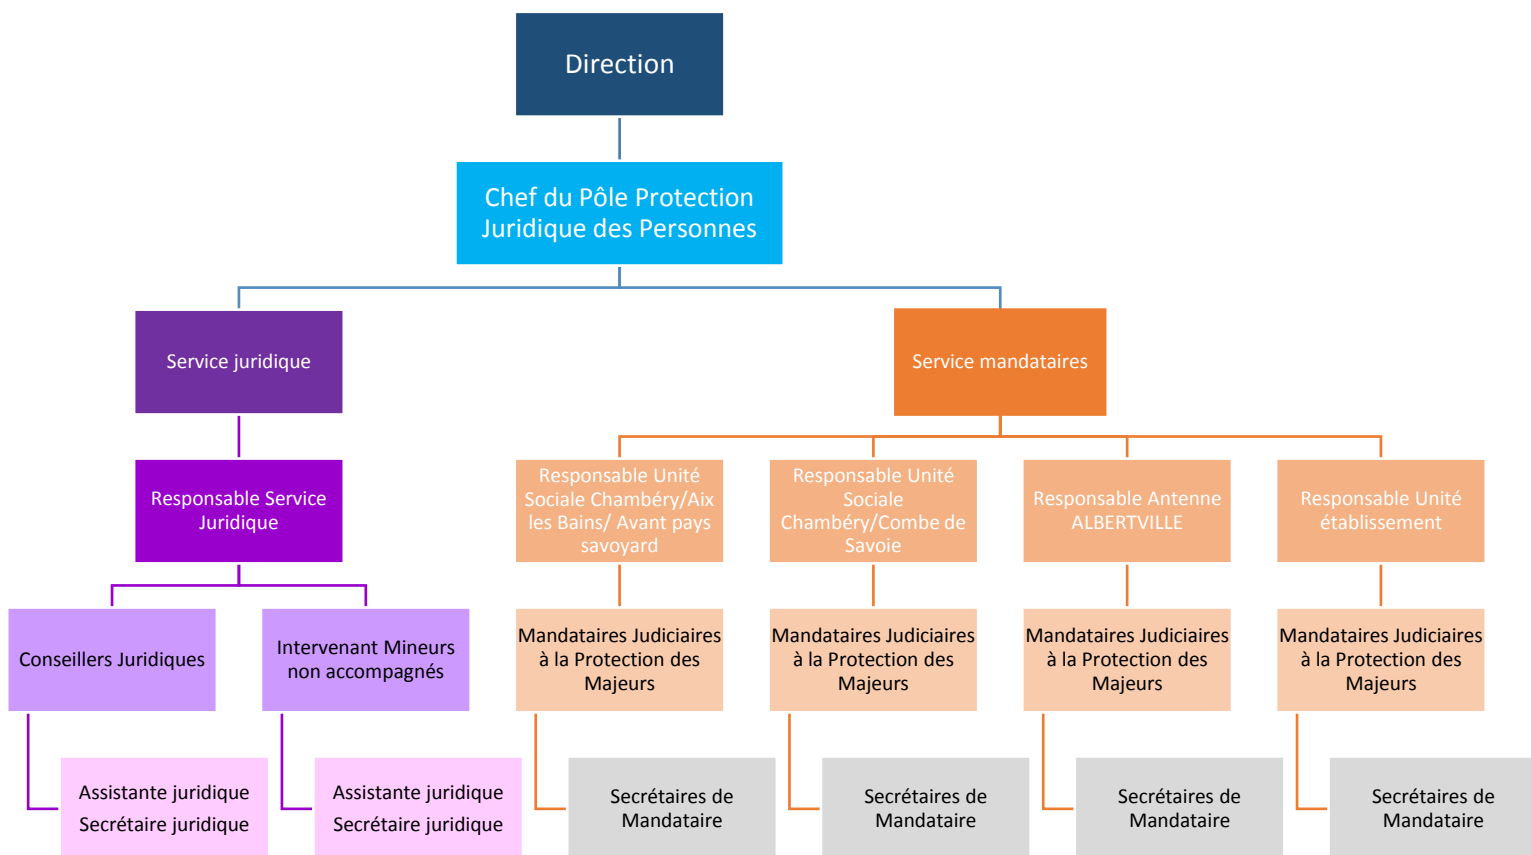 Direction
Chef du Pôle Protection
Juridique des Personnes
Service juridique
Service mandataires
Responsable Service
Juridique
Responsable Unité
Sociale Chambéry/Aix
les Bains/ Avant pays
savoyard
Responsable Unité
Sociale
Chambéry/Combe de
Savoie
Responsable Antenne
ALBERTVILLE
Responsable Unité
établissement
Conseillers Juridiques
Intervenant Mineurs
non accompagnés
Mandataires Judiciaires
à la Protection des
Majeurs
Mandataires Judiciaires
à la Protection des
Majeurs
Mandataires Judiciaires
à la Protection des
Majeurs
Mandataires Judiciaires
à la Protection des
Majeurs
Assistante juridique
Secrétaire juridique
Assistante juridique
Secrétaire juridique
Secrétaires de
Mandataire
Secrétaires de
Mandataire
Secrétaires de
Mandataire
Secrétaires de
Mandataire